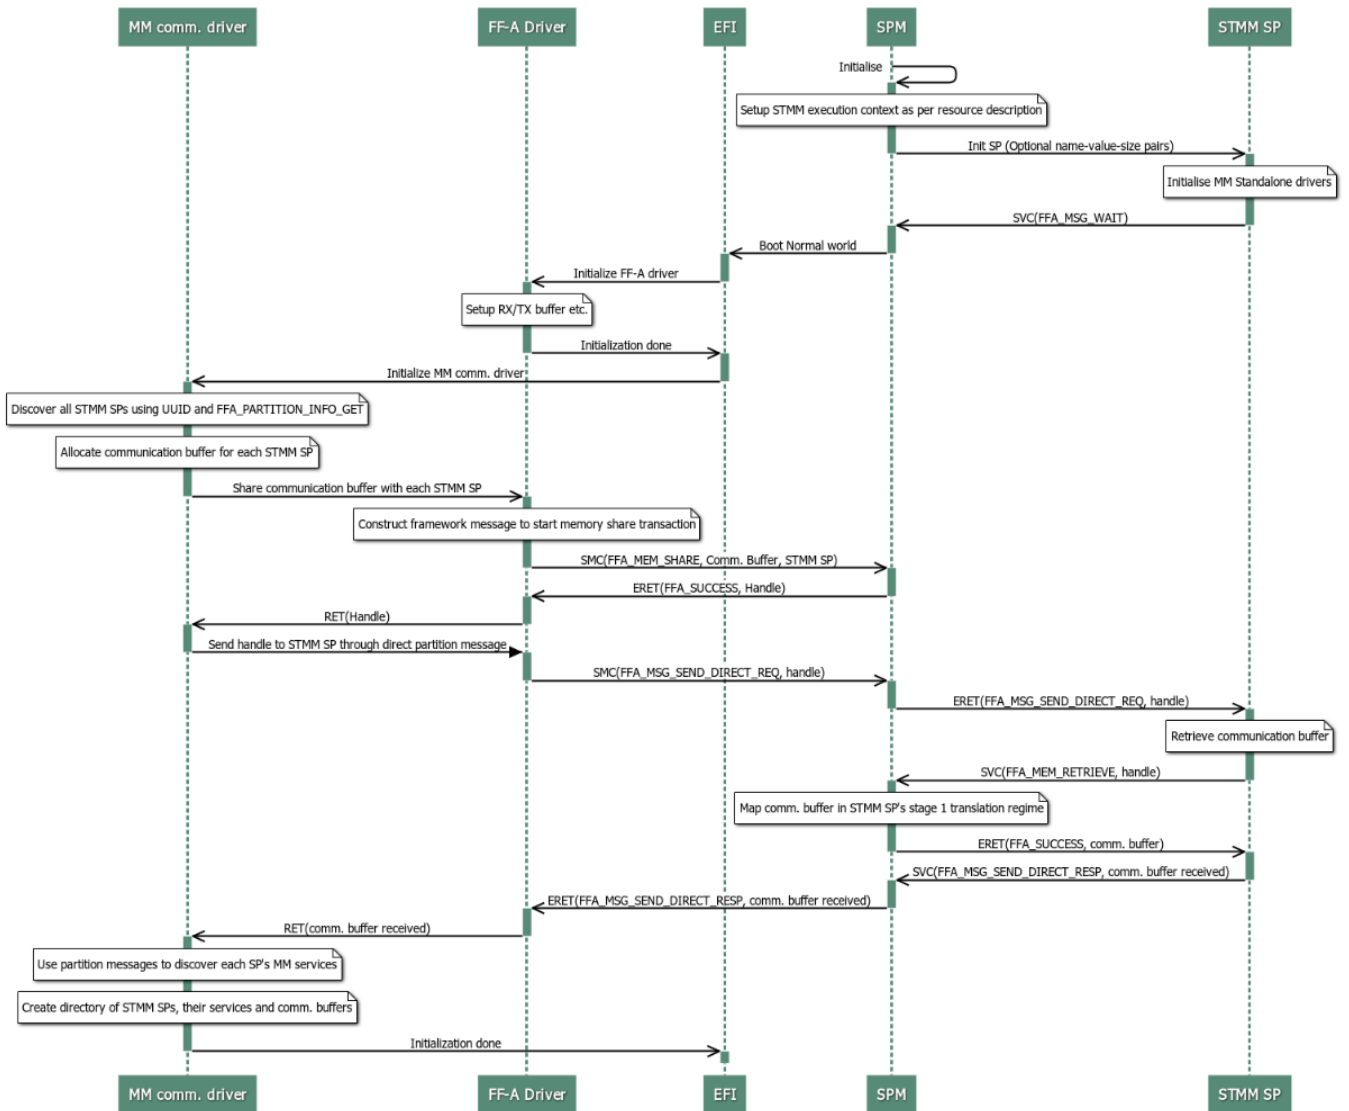 MM comm. driver FF-A Driver EFI SPM STMM SP
Initialise
Setup STMM execution context as per resource description
Init SP (Optional name-value-size pairs)
Initialise MM Standalone drivers
SVC(FFA_MSG_WAIT)
Boot Normal world
Initialize FF-A driver
Setup RX/TX buffer etc.
Initialization done
Initialize MM comm. driver
Discover all STMM SPs using UUID and FFA_PARTITION_INFO_GET
Allocate communication buffer for each STMM SP
Share communication buffer with each STMM SP
Construct framework message to start memory share transaction
SMC(FFA_MEM_SHARE, Comm. Buffer, STMM SP)
ERET(FFA_SUCCESS, Handle)
RET(Handle)
Send handle to STMM SP through direct partition message
SMC(FFA_MSG_SEND_DIRECT_REQ, handle)
ERET(FFA_MSG_SEND_DIRECT_REQ, handle)
Retrieve communication buffer
SVC(FFA_MEM_RETRIEVE, handle)
Map comm. buffer in STMM SP's stage 1 translation regime
ERET(FFA_SUCCESS, comm. buffer)
SVC(FFA_MSG_SEND_DIRECT_RESP, comm. buffer received)
ERET(FFA_MSG_SEND_DIRECT_RESP, comm. buffer received)
RET(comm. buffer received)
Use partition messages to discover each SP's MM services
Create directory of STMM SPs, their services and comm. buffers
Initialization done
MM comm. driver FF-A Driver EFI SPM STMM SP